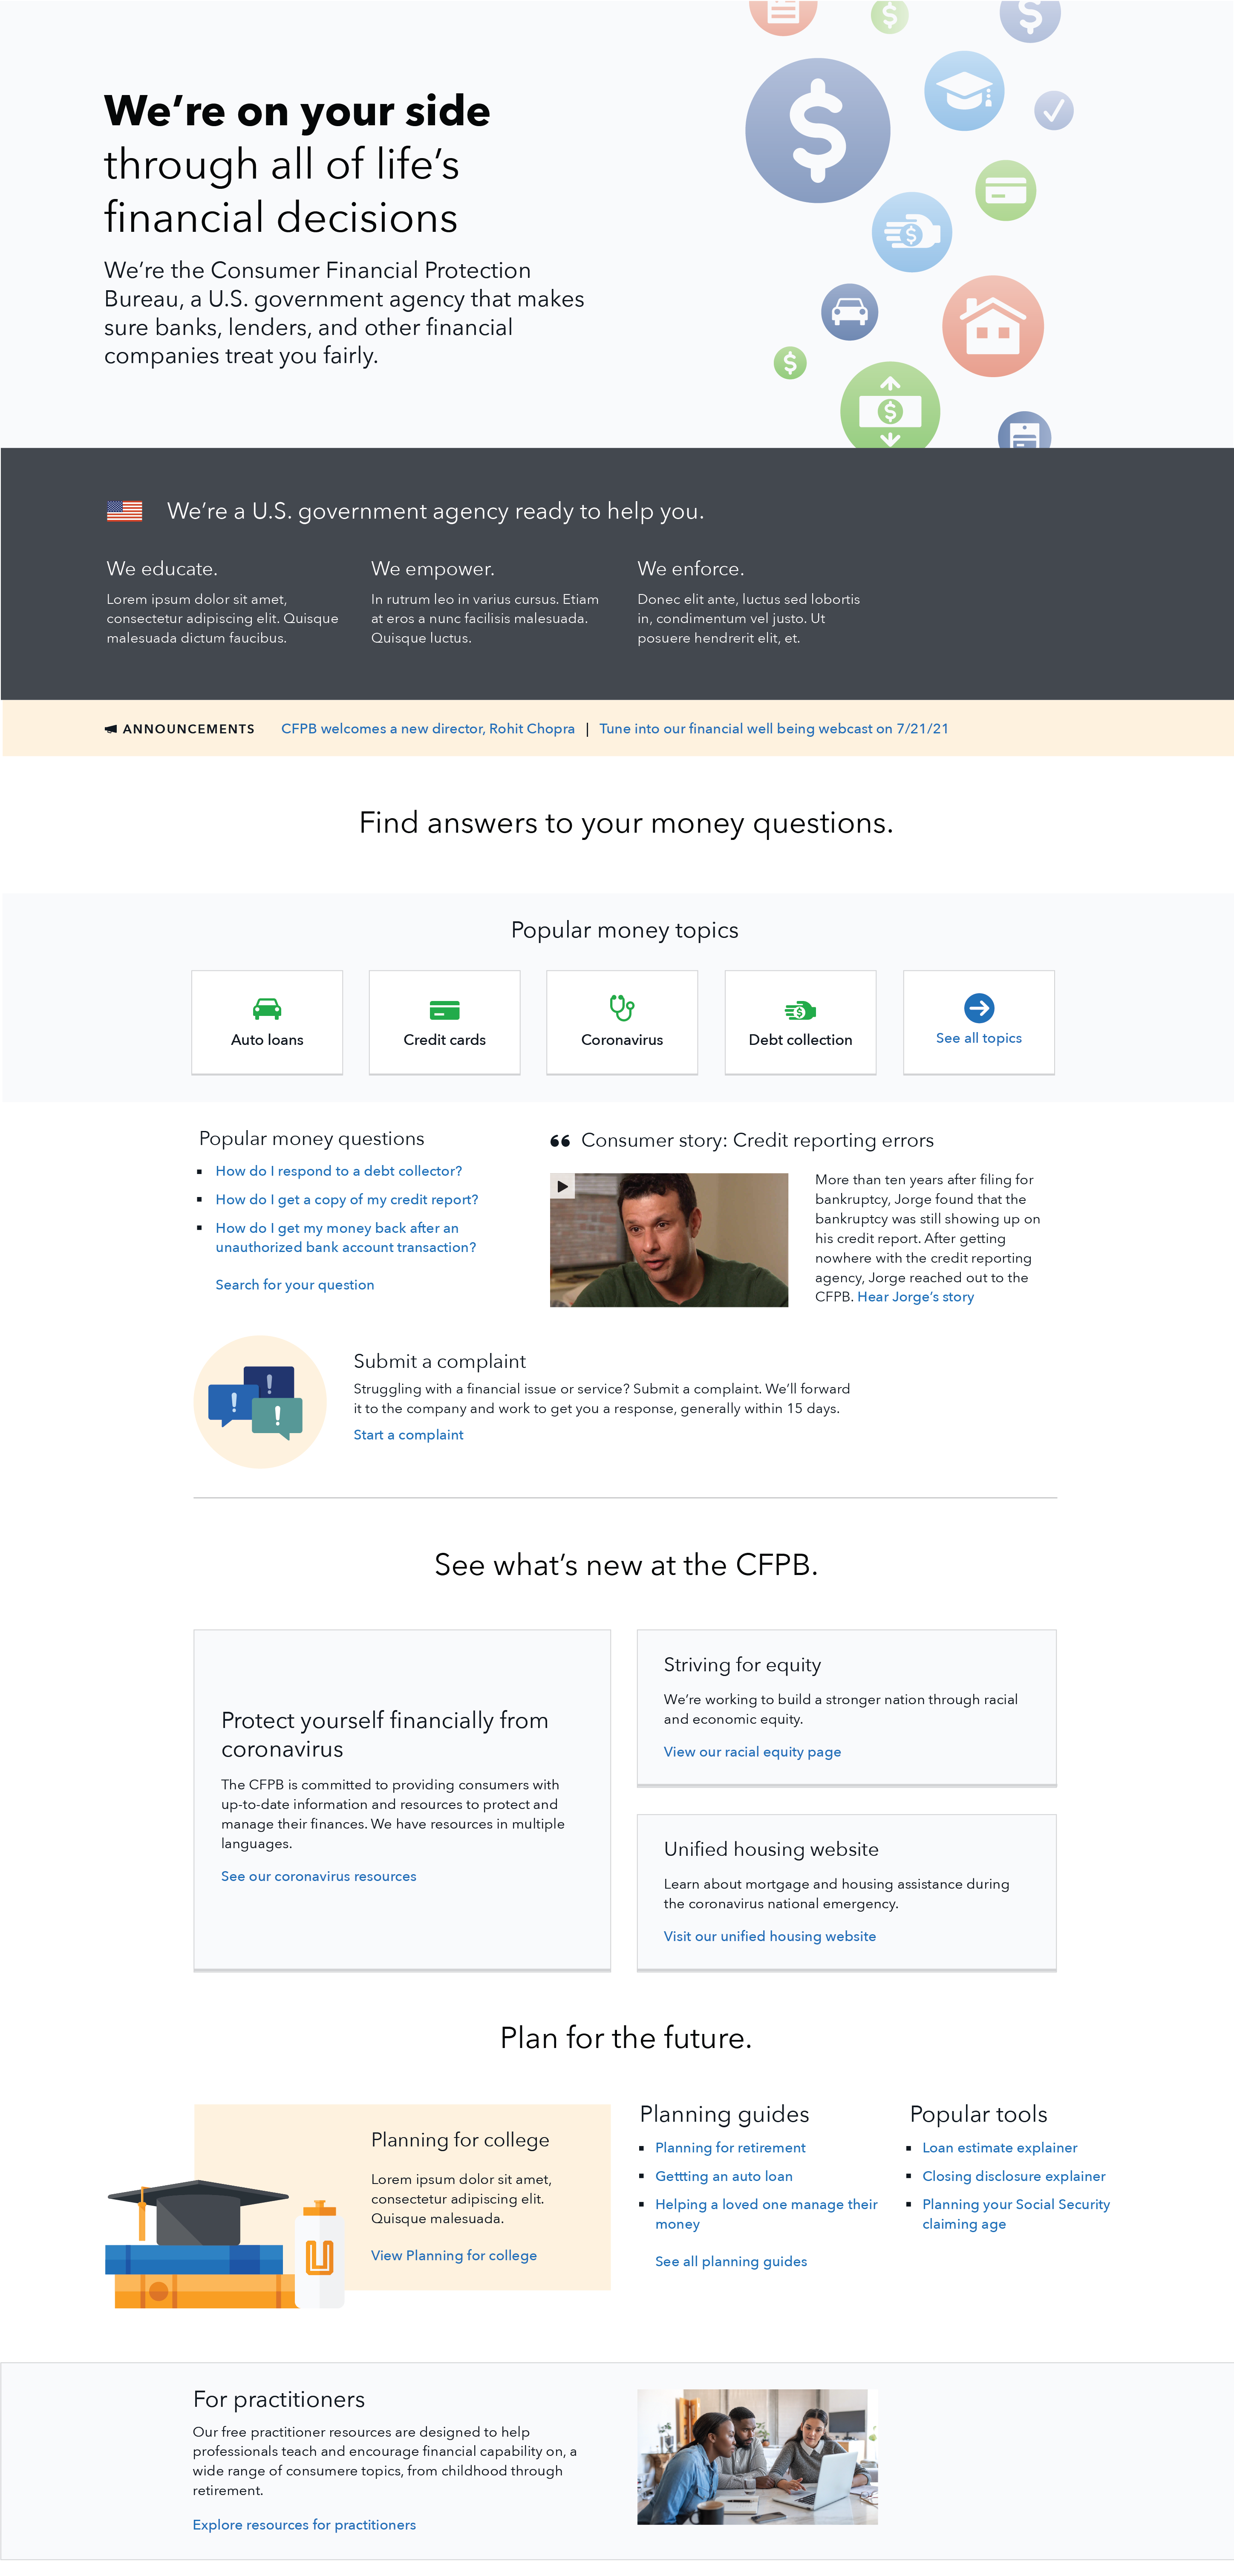 We’re on your side
through all of life’s
financial decisions
We’re the Consumer Financial Protection
Bureau, a U.S. government agency that makes
sure banks, lenders, and other financial
companies treat you fairly.
We’re a U.S. government agency ready to help you.
We educate.
Lorem ipsum dolor sit amet,
consectetur adipiscing elit. Quisque
malesuada dictum faucibus.
We empower.
In rutrum leo in varius cursus. Etiam
at eros a nunc facilisis malesuada.
Quisque luctus.
We enforce.
Donec elit ante, luctus sed lobortis
in, condimentum vel justo. Ut
posuere hendrerit elit, et.
ANNOUNCEMENTS CFPB welcomes a new director, Rohit Chopra | Tune into our financial well being webcast on 7/21/21
Find answers to your money questions.
Popular money topics
Auto loans
Credit cards
Coronavirus
Debt collection
See all topics
Popular money questions
How do I respond to a debt collector?
How do I get a copy of my credit report?
How do I get my money back after an
unauthorized bank account transaction?
Search for your question
Consumer story: Credit reporting errors
More than ten years after filing for
bankruptcy, Jorge found that the
bankruptcy was still showing up on
his credit report. After getting
nowhere with the credit reporting
agency, Jorge reached out to the
CFPB. Hear Jorge’s story
Submit a complaint
Struggling with a financial issue or service? Submit a complaint. We’ll forward
it to the company and work to get you a response, generally within 15 days.
Start a complaint
See what’s new at the CFPB.
Protect yourself financially from
coronavirus
The CFPB is committed to providing consumers with
up-to-date information and resources to protect and
manage their finances. We have resources in multiple
languages.
See our coronavirus resources
Striving for equity
We’re working to build a stronger nation through racial
and economic equity.
View our racial equity page
Unified housing website
Learn about mortgage and housing assistance during
the coronavirus national emergency.
Visit our unified housing website
Plan for the future.
Planning for college
Lorem ipsum dolor sit amet,
consectetur adipiscing elit.
Quisque malesuada.
View Planning for college
U
Planning guides
Planning for retirement
Gettting an auto loan
Helping a loved one manage their
money
See all planning guides
Popular tools
Loan estimate explainer
Closing disclosure explainer
Planning your Social Security
claiming age
For practitioners
Our free practitioner resources are designed to help
professionals teach and encourage financial capability on, a
wide range of consumere topics, from childhood through
retirement.
Explore resources for practitioners